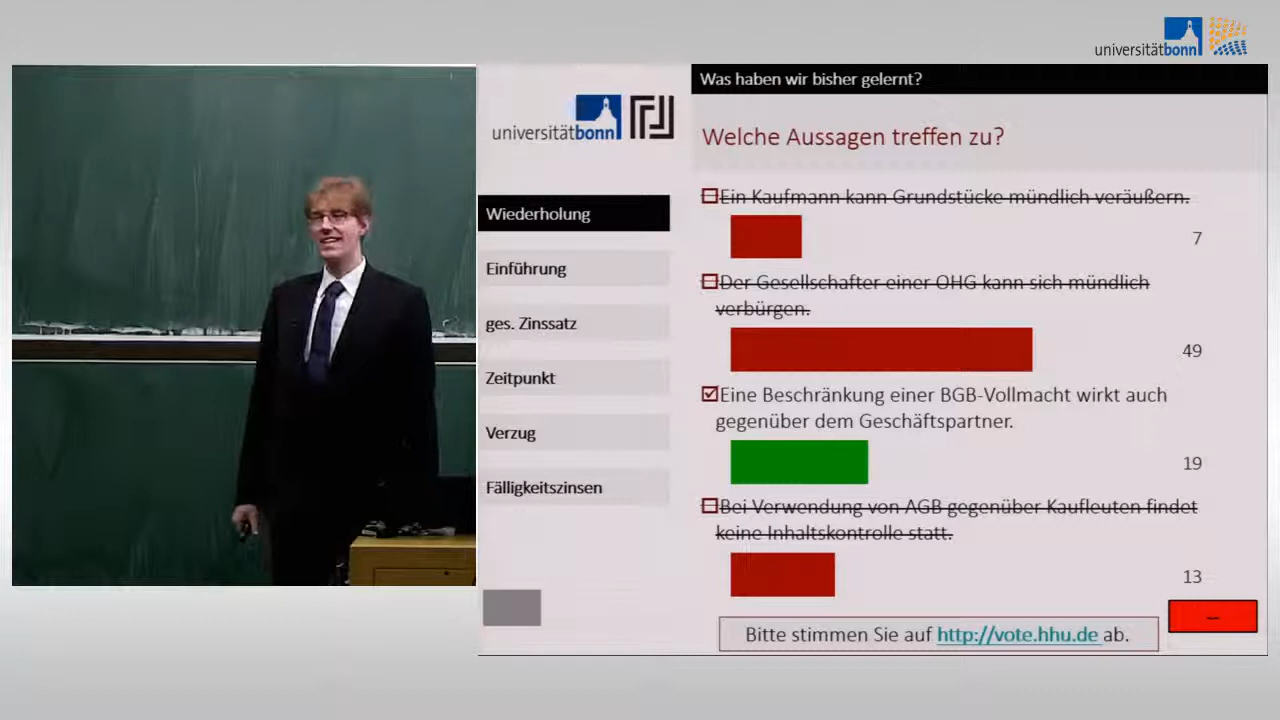 universitätbonn
Was haben wir bisher gelernt?
universitätbonn
Welche Aussagen treffen zu?
Wiederholung
Einführung
ges. Zinssatz
Zeitpunkt
Verzug
Fälligkeitszinsen
Ein Kaufmann kann Grundstücke mündlich veräußern.
7
Der Gesellschafter einer OHG kann sich mündlich
verbürgen.
49
Eine Beschränkung einer BGB-Vollmacht wirkt auch
gegenüber dem Geschäftspartner.
19
Bei Verwendung von AGB gegenüber Kaufleuten findet
keine Inhaltskontrolle statt.
13
Bitte stimmen Sie auf http://vote.hhu.de ab.